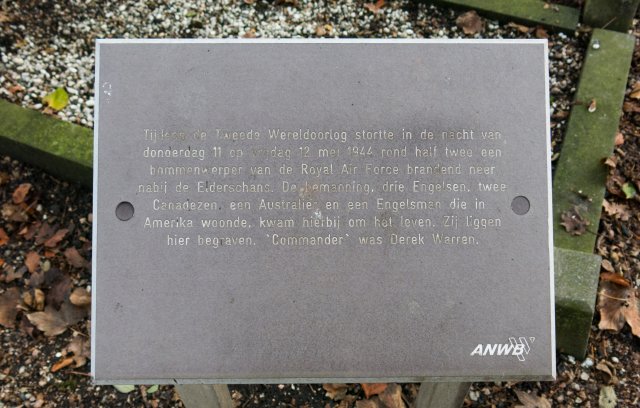 Tijdens de Tweede Wereldoorlog stortte in de nacht van
donderdag 11 op vrijdag 12 mei 1944 rond half twee een
bommenwerper van de Royal Air Force brandend neer
nabij de Elderschans. De bemanning, drie Engelsen, twee
Canadezen, een Australiër en een Engelsman die in
Amerika woonde, kwam hierbij om het leven. Zij liggen
hier begraven. `Commander` was Derek Warren.
ANWB